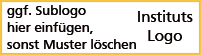 ggf. Sublogo
hier einfügen,
sonst Muster löschen
Instituts
Logo